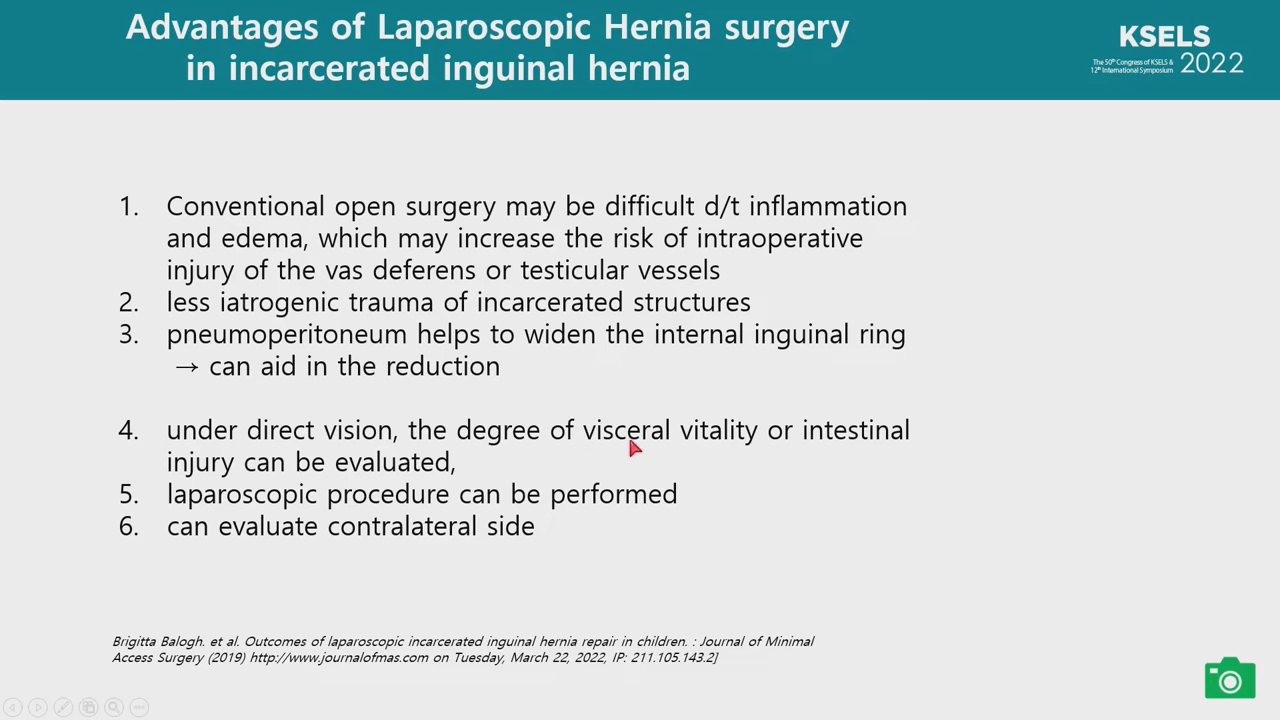 Advantages of Laparoscopic Hernia surgery
in incarcerated inguinal hernia
KSELS
The 50th Congress of KSELS &
12th International Symposium
2022
1. Conventional open surgery may be difficult d/t inflammation
and edema, which may increase the risk of intraoperative
injury of the vas deferens or testicular vessels
2. less iatrogenic trauma of incarcerated structures
3. pneumoperitoneum helps to widen the internal inguinal ring
→ can aid in the reduction
4. under direct vision, the degree of visceral vitality or intestinal
injury can be evaluated,
5. laparoscopic procedure can be performed
6. can evaluate contralateral side
Brigitta Balogh. et al. Outcomes of laparoscopic incarcerated inguinal hernia repair in children. : Journal of Minimal
Access Surgery (2019) http://www.journalofmas.com on Tuesday, March 22, 2022, IP: 211.105.143.2]